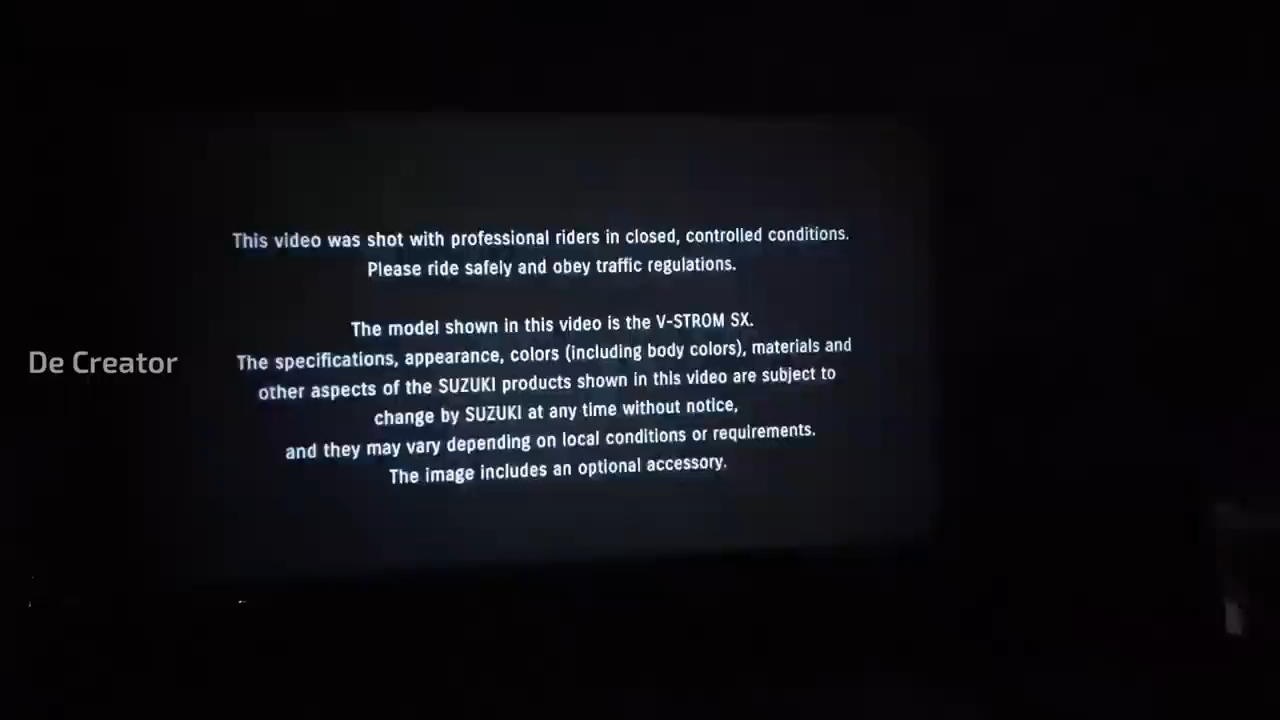 This video was shot with professional riders in closed, controlled conditions.
Please ride safely and obey traffic regulations.
The model shown in this video is the V-STROM SX.
The specifications, appearance, colors (including body colors), materials and
other aspects of the SUZUKI products shown in this video are subject to
change by SUZUKI at any time without notice,
and they may vary depending on local conditions or requirements.
The image includes an optional accessory.
De Creator